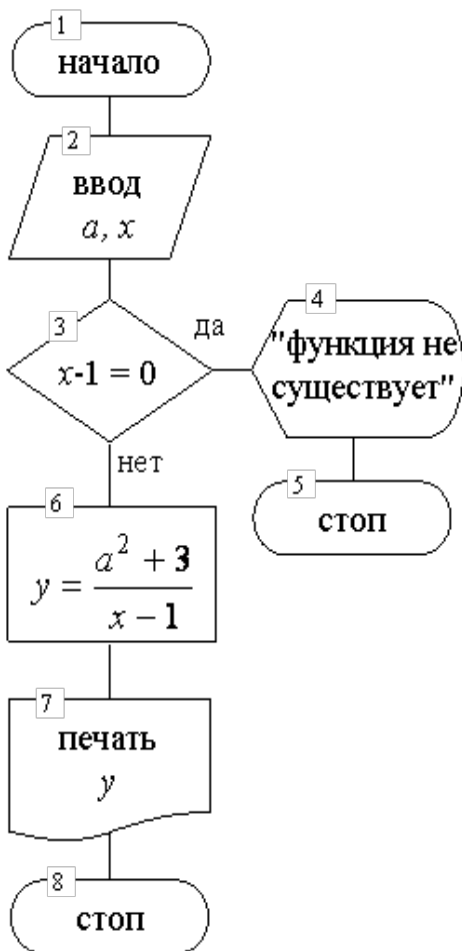 1
начало
2
ввод
a, x
3
x-1 = 0
да
4
"функция не
существует"
5
стоп
нет
6
y = (a² + 3) / (x − 1)
7
печать
y
8
стоп